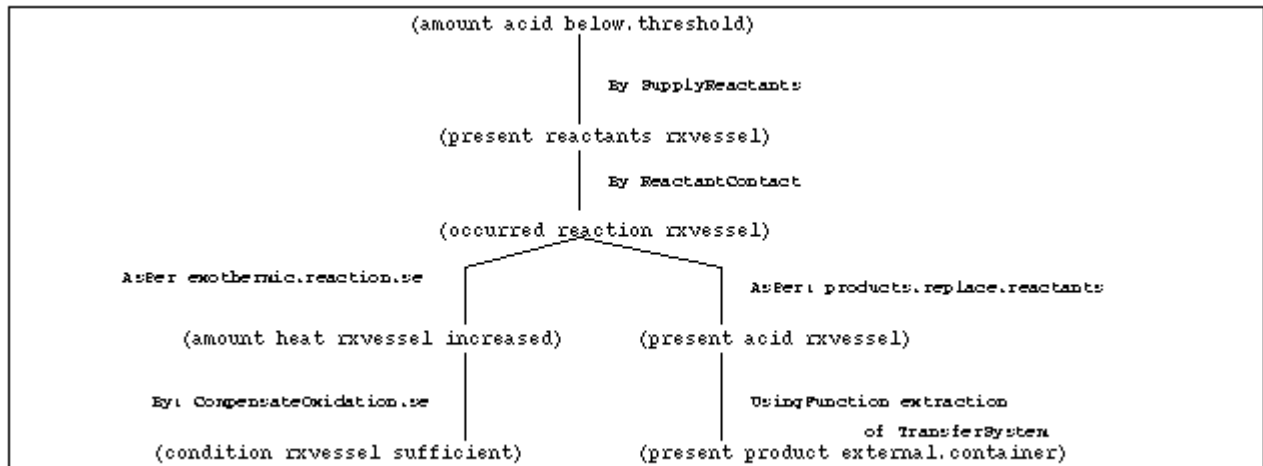 (amount acid below.threshold)
By SupplyReactants
(present reactants rxvessel)
By ReactantContact
(occurred reaction rxvessel)
AsPer exothermic.reaction.se
AsPer: products.replace.reactants
(amount heat rxvessel increased)
(present acid rxvessel)
By: CompensateOxidation.se
UsingFunction extraction
of TransferSystem
(condition rxvessel sufficient)
(present product external.container)